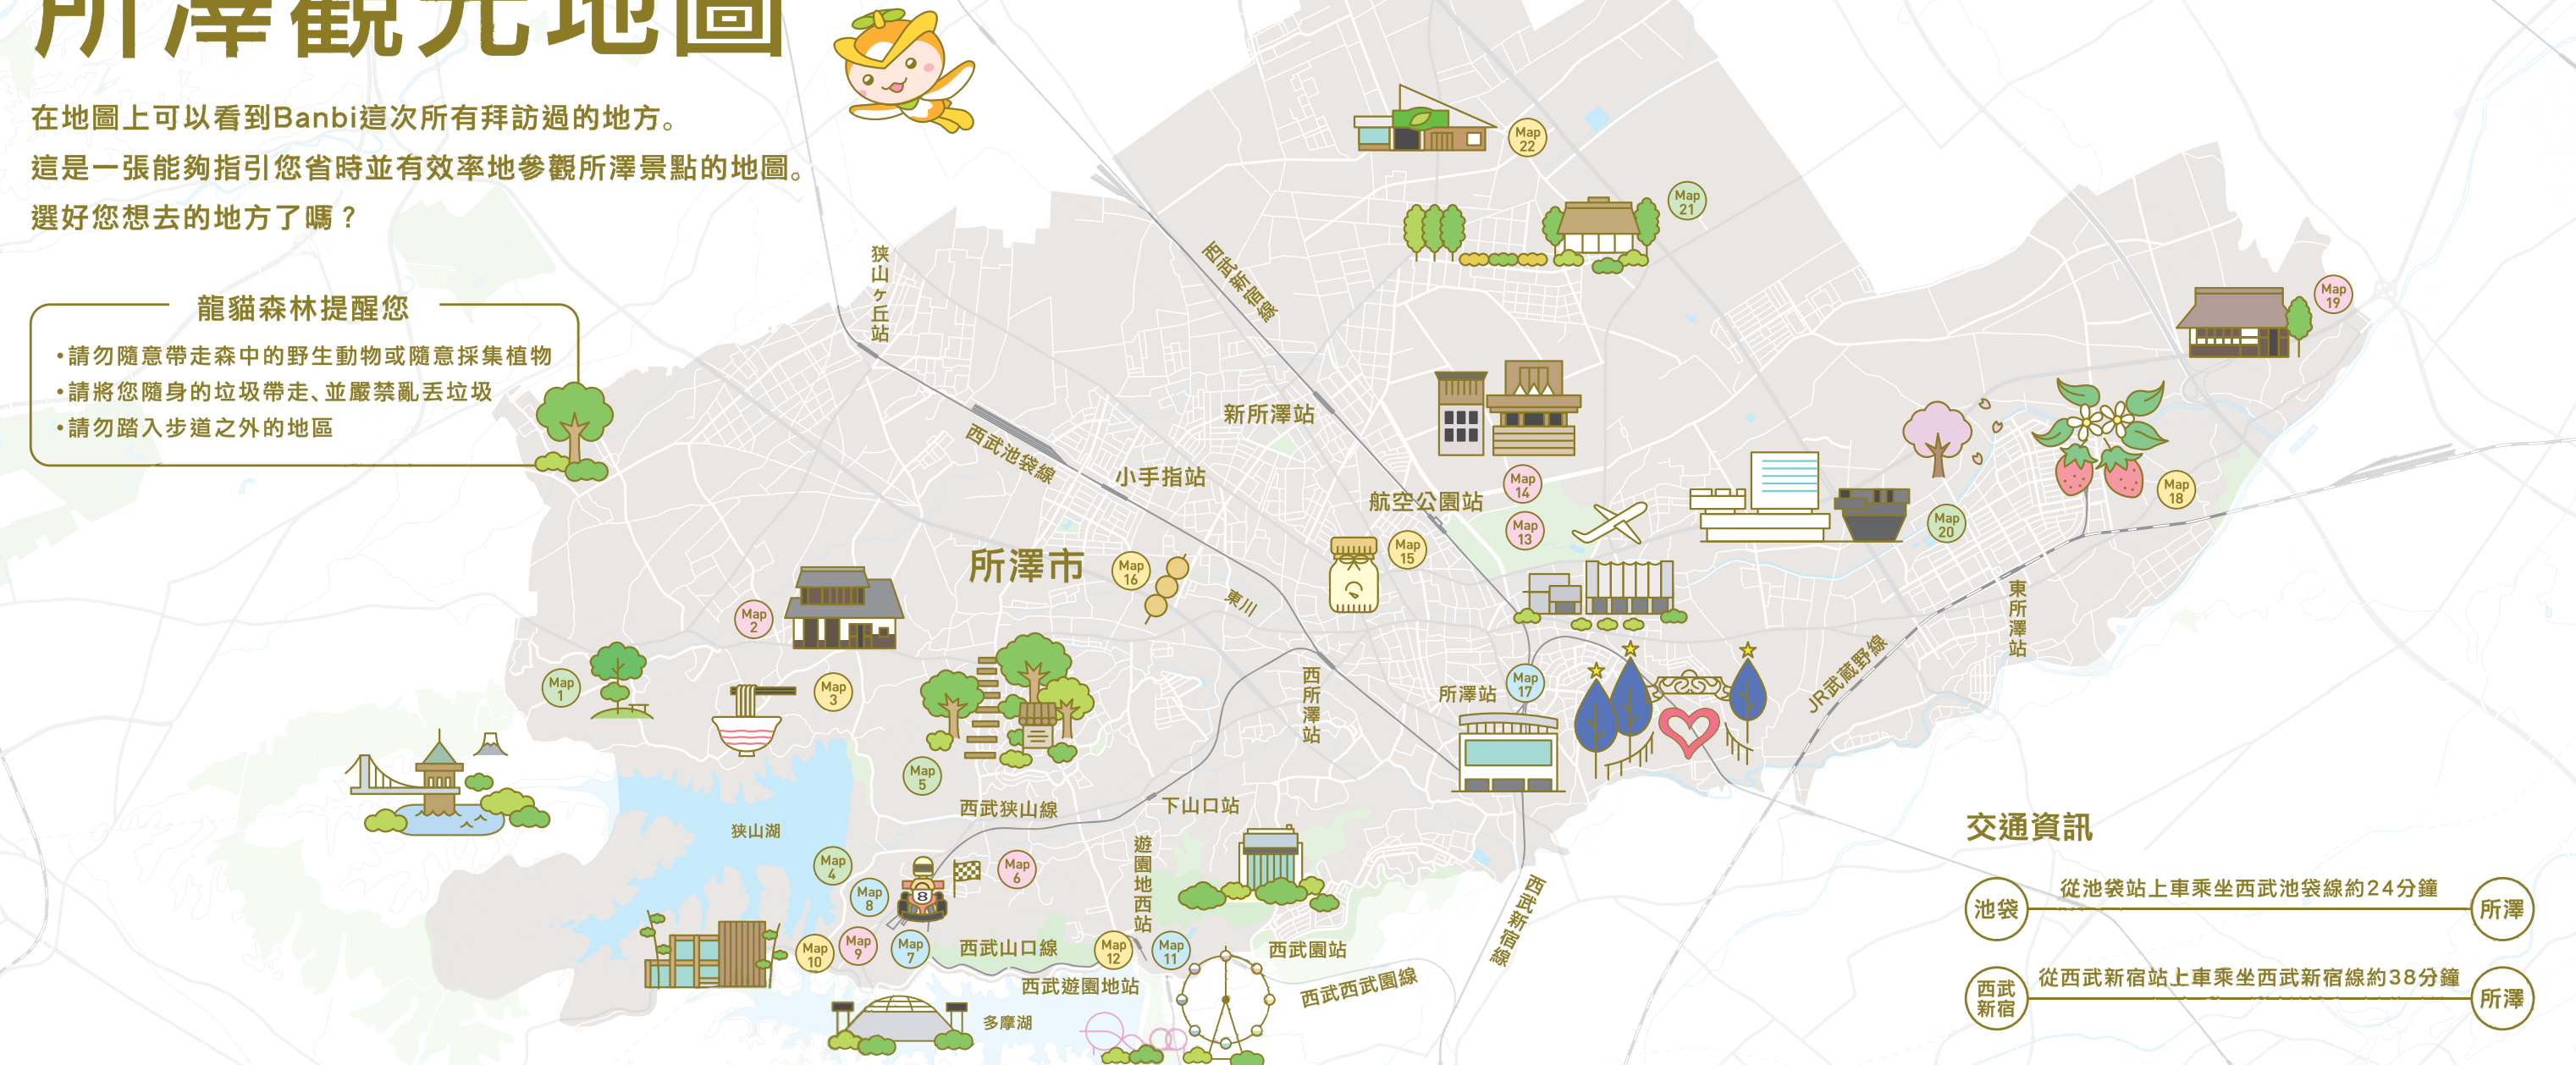 所澤觀光地圖
在地圖上可以看到Banbi這次所有拜訪過的地方。
這是一張能夠指引您省時並有效率地參觀所澤景點的地圖。
選好您想去的地方了嗎？
龍貓森林提醒您
•請勿隨意帶走森中的野生動物或隨意採集植物
•請將您隨身的垃圾帶走、並嚴禁亂丟垃圾
•請勿踏入步道之外的地區
Map
22
Map
21
狭山ヶ丘站
西武新宿線
Map
19
新所澤站
西武池袋線
小手指站
Map
14
航空公園站
Map
13
Map
18
Map
20
Map
15
所澤市
Map
16
東川
東所澤站
Map
2
JR武蔵野線
Map
1
Map
3
西所澤站
所澤站
Map
17
Map
5
西武狭山線
下山口站
狭山湖
遊園地西站
Map
4
Map
6
Map
8
8
西武新宿線
Map
10
Map
9
Map
7
西武山口線
Map
12
Map
11
西武園站
西武遊園地站
西武西武園線
多摩湖
交通資訊
池袋
從池袋站上車乘坐西武池袋線約24分鐘
所澤
西武
新宿
從西武新宿站上車乘坐西武新宿線約38分鐘
所澤